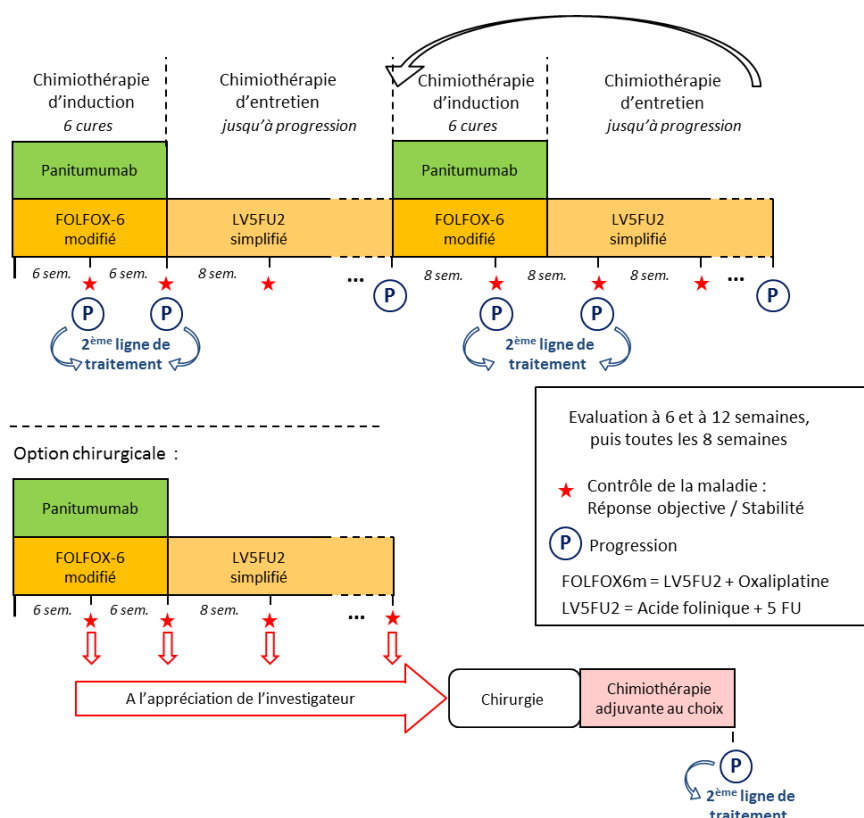 Chimiothérapie
d'induction
6 cures
Chimiothérapie
d'entretien
jusqu'à progression
Chimiothérapie
d'induction
6 cures
Chimiothérapie
d'entretien
jusqu'à progression
Panitumumab
Panitumumab
FOLFOX-6
modifié
LV5FU2
simplifié
FOLFOX-6
modifié
LV5FU2
simplifié
6 sem.
6 sem.
8 sem.
...
8 sem.
8 sem.
8 sem.
...
P
P
P
P
P
P
2ème ligne de
traitement
2ème ligne de
traitement
Evaluation à 6 et à 12 semaines,
puis toutes les 8 semaines
Contrôle de la maladie :
Réponse objective / Stabilité
P Progression
FOLFOX6m = LV5FU2 + Oxaliplatine
LV5FU2 = Acide folinique + 5 FU
Option chirurgicale :
Panitumumab
FOLFOX-6
modifié
LV5FU2
simplifié
6 sem.
6 sem.
8 sem.
...
A l'appréciation de l'investigateur
Chirurgie
Chimiothérapie
adjuvante au choix
P
2ème ligne de
traitement